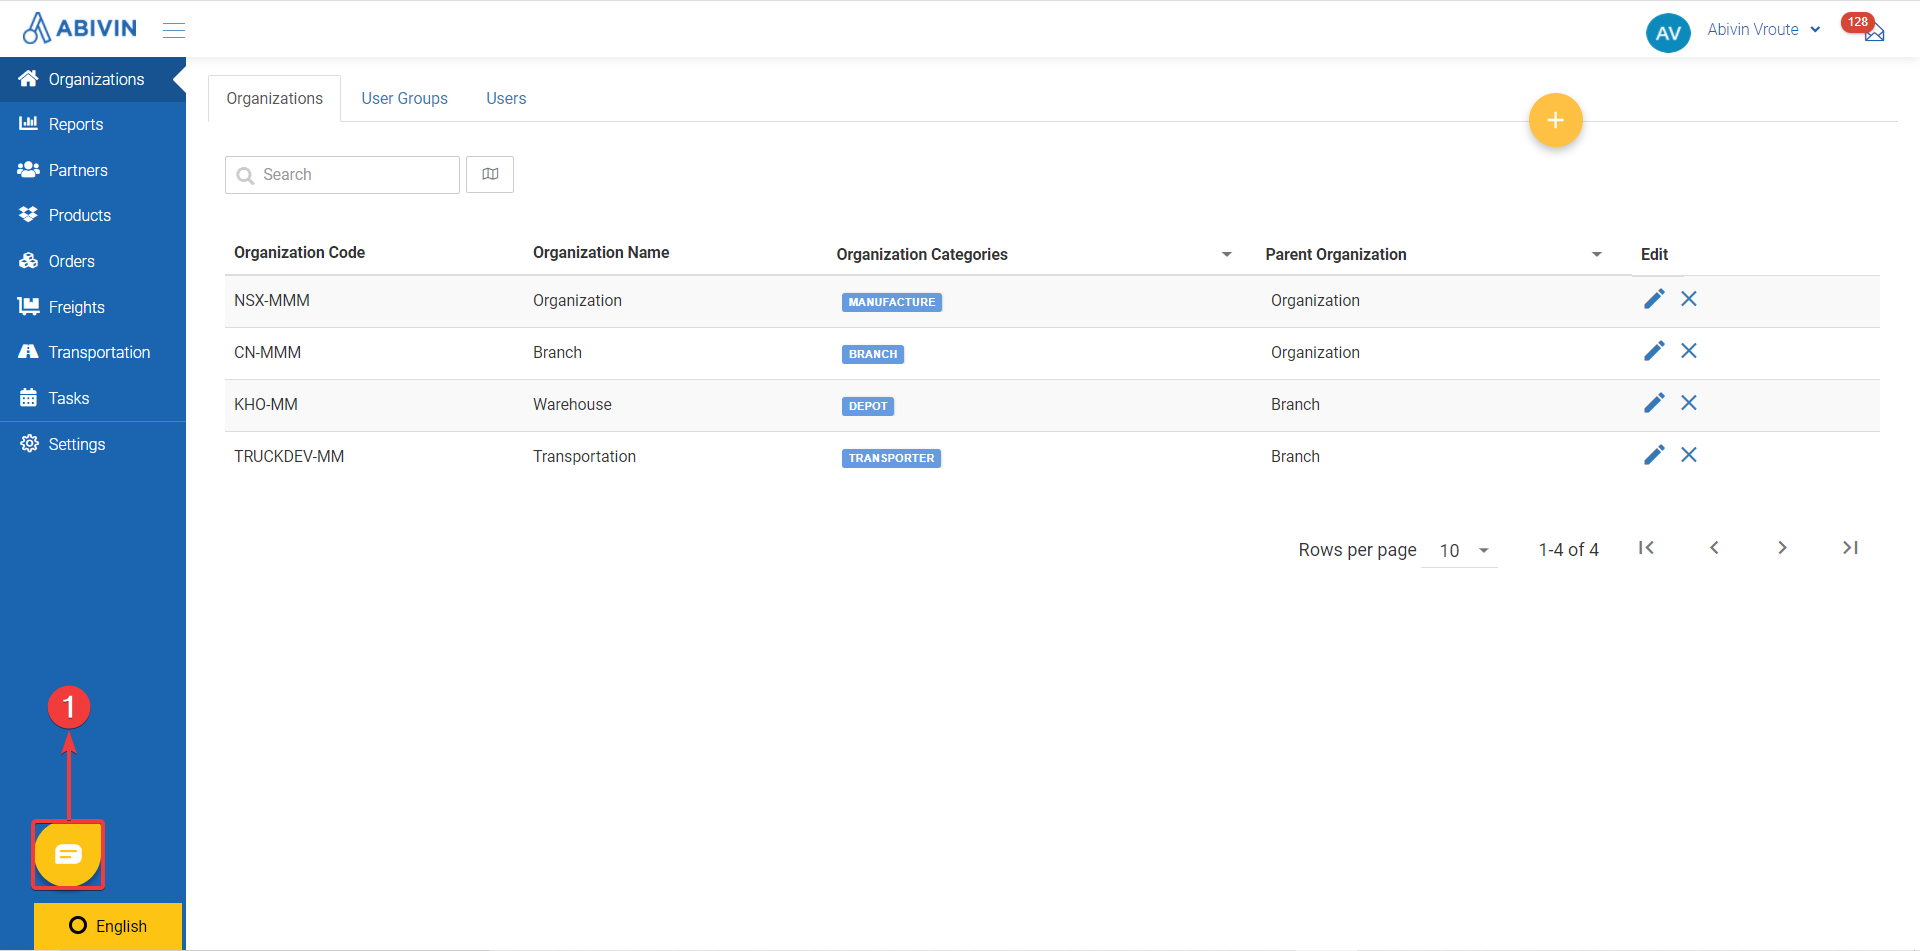 ABIVIN
AV
Abivin Vroute
128
Organizations
Reports
Partners
Products
Orders
Freights
Transportation
Tasks
Settings
1
English
Organizations User Groups Users
+
Search
Organization Code Organization Name Organization Categories Parent Organization Edit
NSX-MMM Organization MANUFACTURE Organization
CN-MMM Branch BRANCH Organization
KHO-MM Warehouse DEPOT Branch
TRUCKDEV-MM Transportation TRANSPORTER Branch
Rows per page 10 1-4 of 4